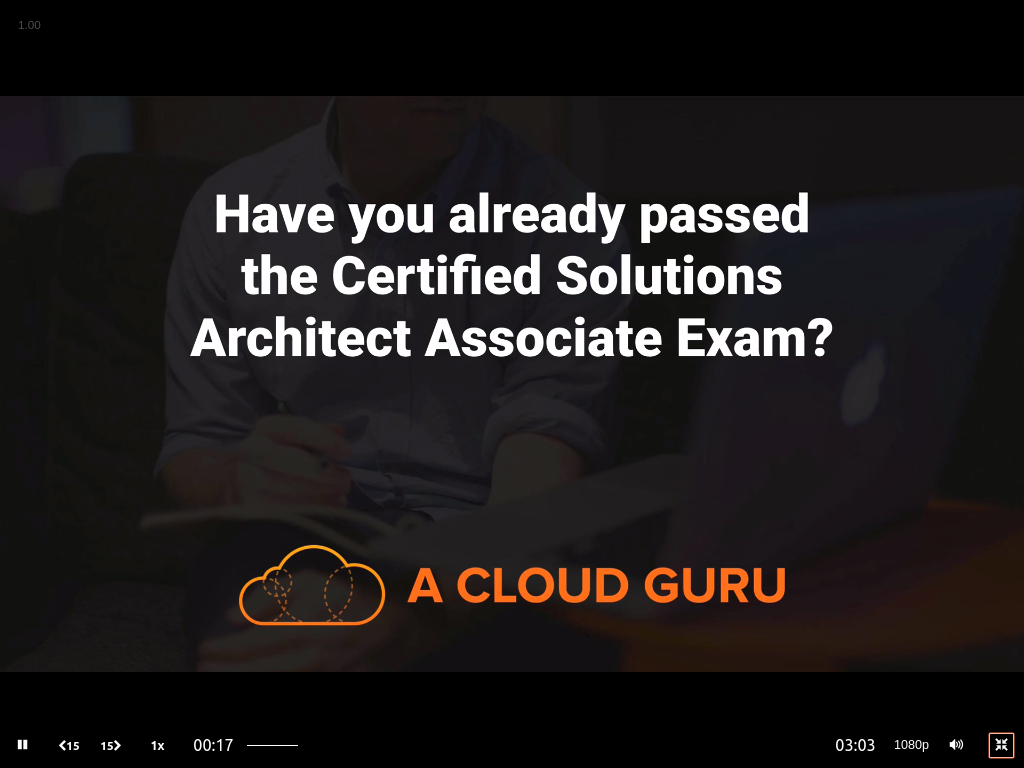 1.00
Have you already passed
the Certified Solutions
Architect Associate Exam?
A CLOUD GURU
15 15 1x 00:17 03:03 1080p